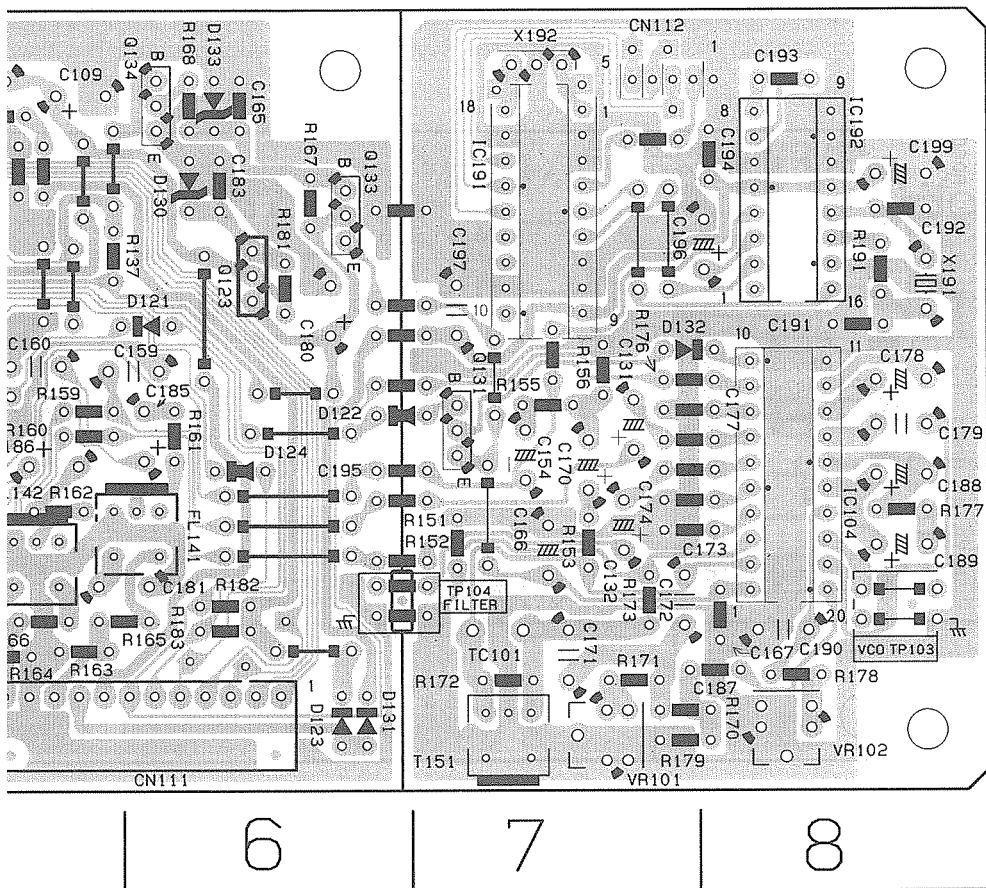 D133
R168
Q134
B
C109
+
C165
E
D130
C183
R167
B
Q133
R181
E
R137
Q123
D121
C180
+
C160
C159
C185
R159
R160
186
+
R161
+
D122
D124
C195
142
R162
FL141
R151
R152
C181
R182
R183
66
R165
R164
R163
1
D123
D131
CN111
X192
CN112
5
1
C193
18
1
8
9
IC191
IC192
C194
C199
+
C192
C196
+
R191
X191
C197
10
9
1
16
R176
D132
C191
Q131
B
R155
R156
C131
10
11
C178
+
C177
C154
C170
+
+
C179
E
C174
+
IC104
C188
+
R177
C166
R153
C173
C189
+
C132
R173
C172
1
20
TP104
FILTER
C167
C190
VCO TP103
TC101
C171
R171
C187
R178
R172
R170
T151
VR101
R179
VR102
6
7
8